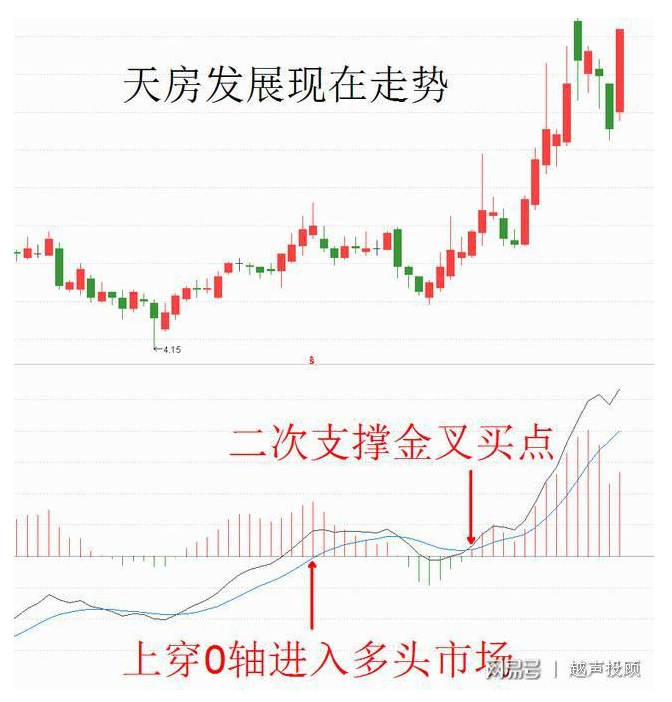 天房发展现在走势
←4.15
ŝ
二次支撑金叉买点
上穿0轴进入多头市场
网易号 | 越声投顾